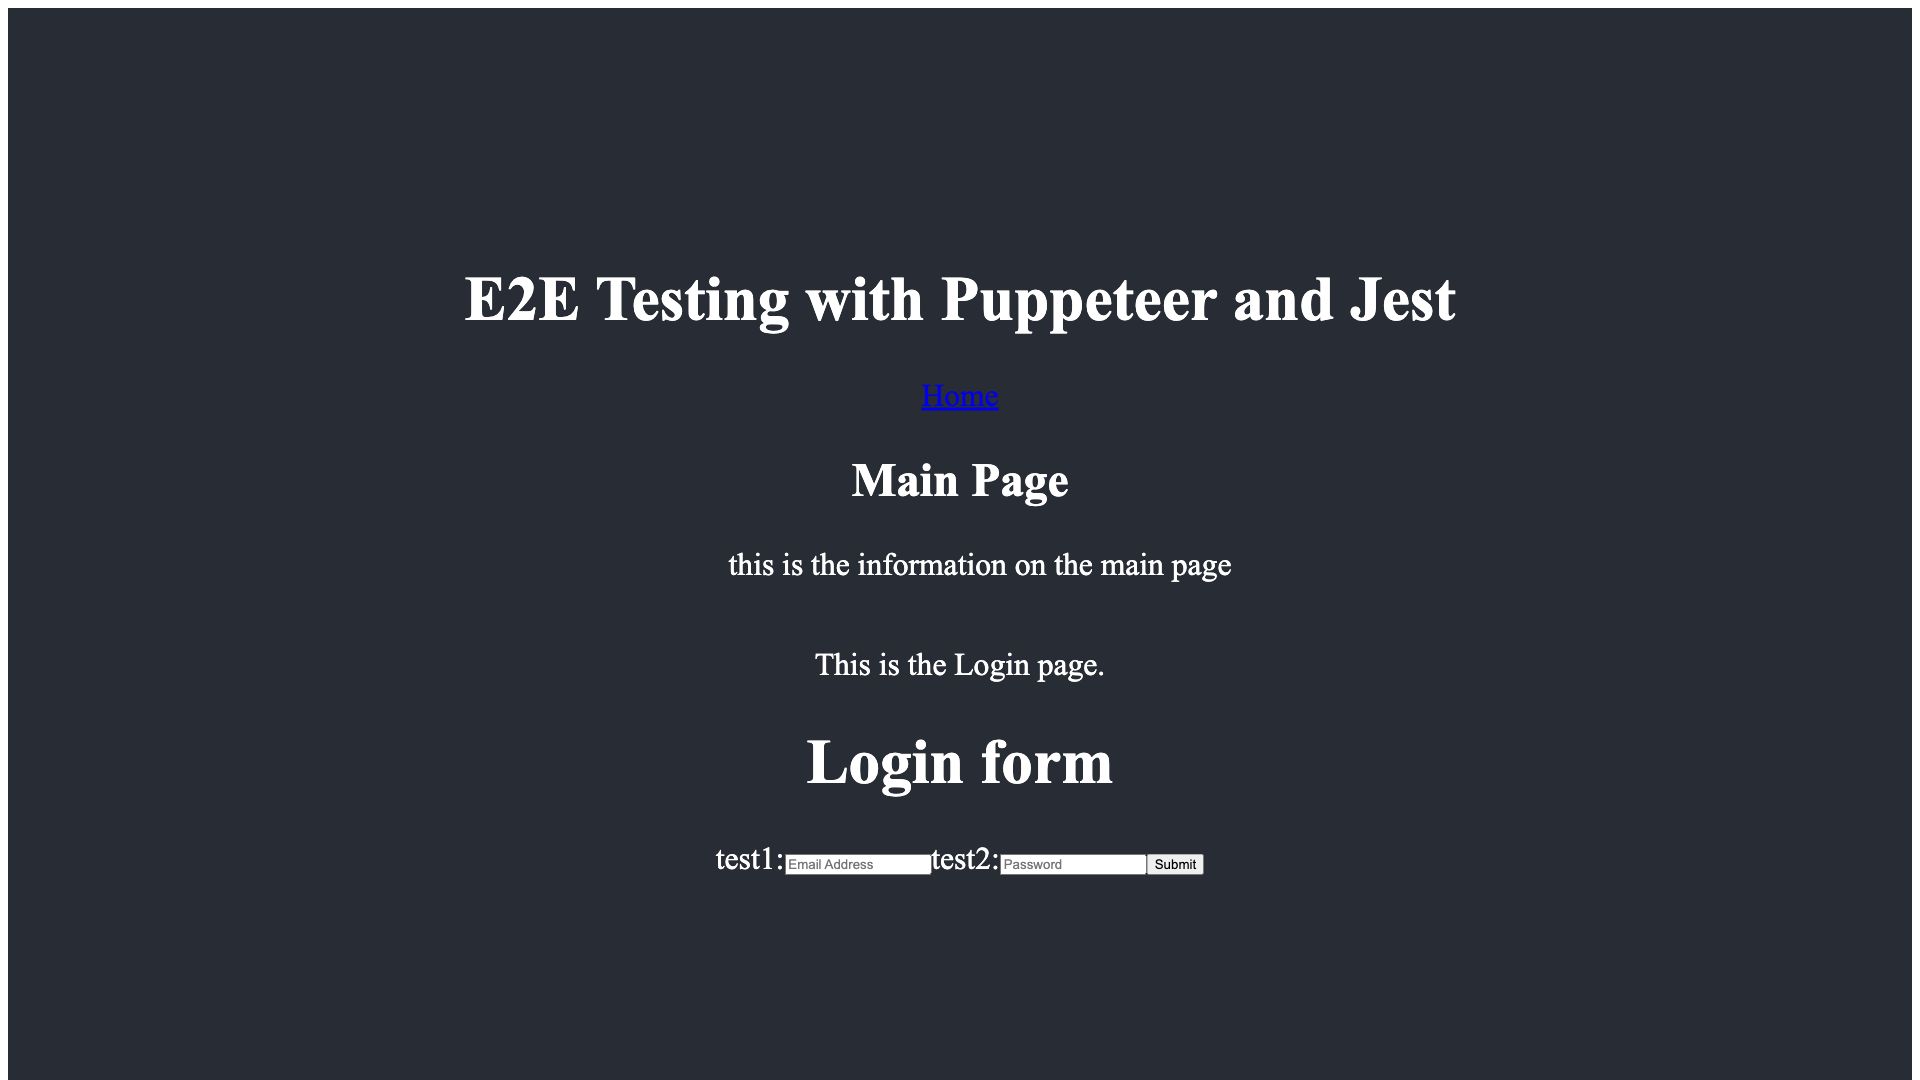 E2E Testing with Puppeteer and Jest
Home
Main Page
this is the information on the main page
This is the Login page.
Login form
test1: Email Address test2: Password Submit